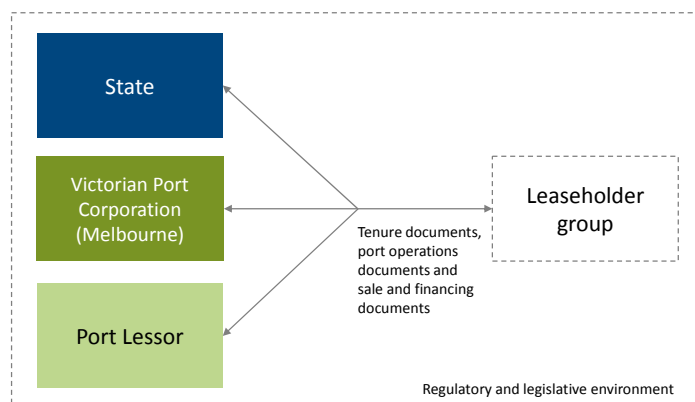 State
Victorian Port
Corporation
(Melbourne)
Port Lessor
Tenure documents,
port operations
documents and
sale and financing
documents
Leaseholder
group
Regulatory and legislative environment